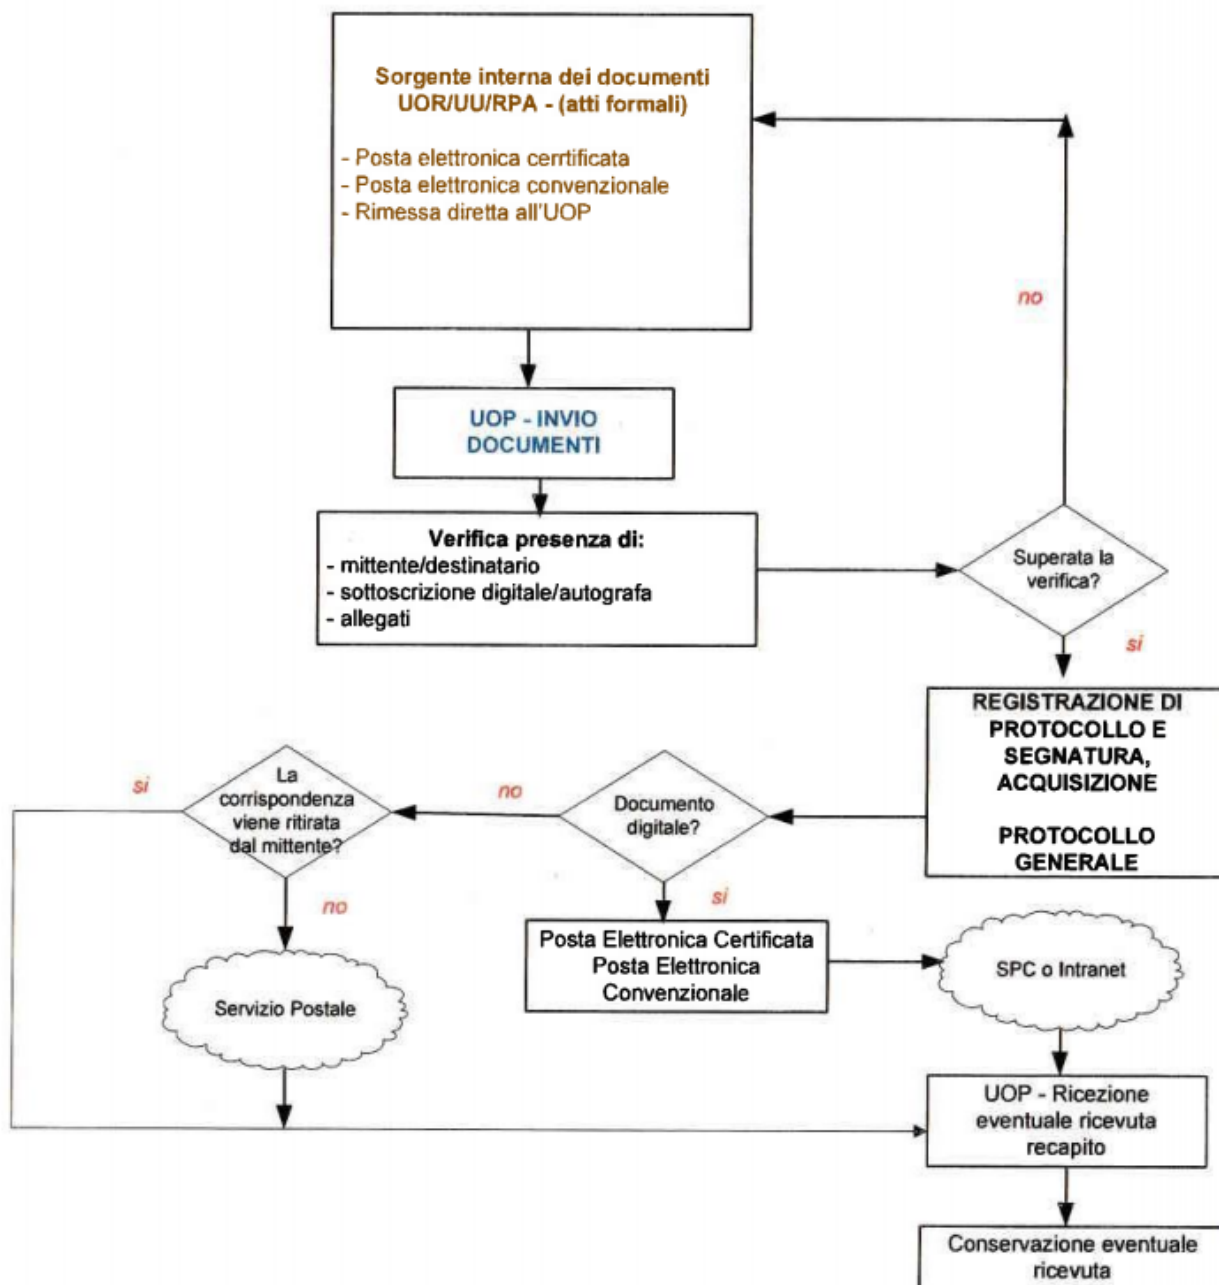 Sorgente interna dei documenti
UOR/UU/RPA - (atti formali)
- Posta elettronica cerrtificata
- Posta elettronica convenzionale
- Rimessa diretta all'UOP
no
UOP - INVIO
DOCUMENTI
Verifica presenza di:
- mittente/destinatario
- sottoscrizione digitale/autografa
- allegati
Superata la
verifica?
si
REGISTRAZIONE DI
PROTOCOLLO E
SEGNATURA,
ACQUISIZIONE
PROTOCOLLO
GENERALE
Documento
digitale?
no
La
corrispondenza
viene ritirata
dal mittente?
si
no
Servizio Postale
si
Posta Elettronica Certificata
Posta Elettronica
Convenzionale
SPC o Intranet
UOP - Ricezione
eventuale ricevuta
recapito
Conservazione eventuale
ricevuta